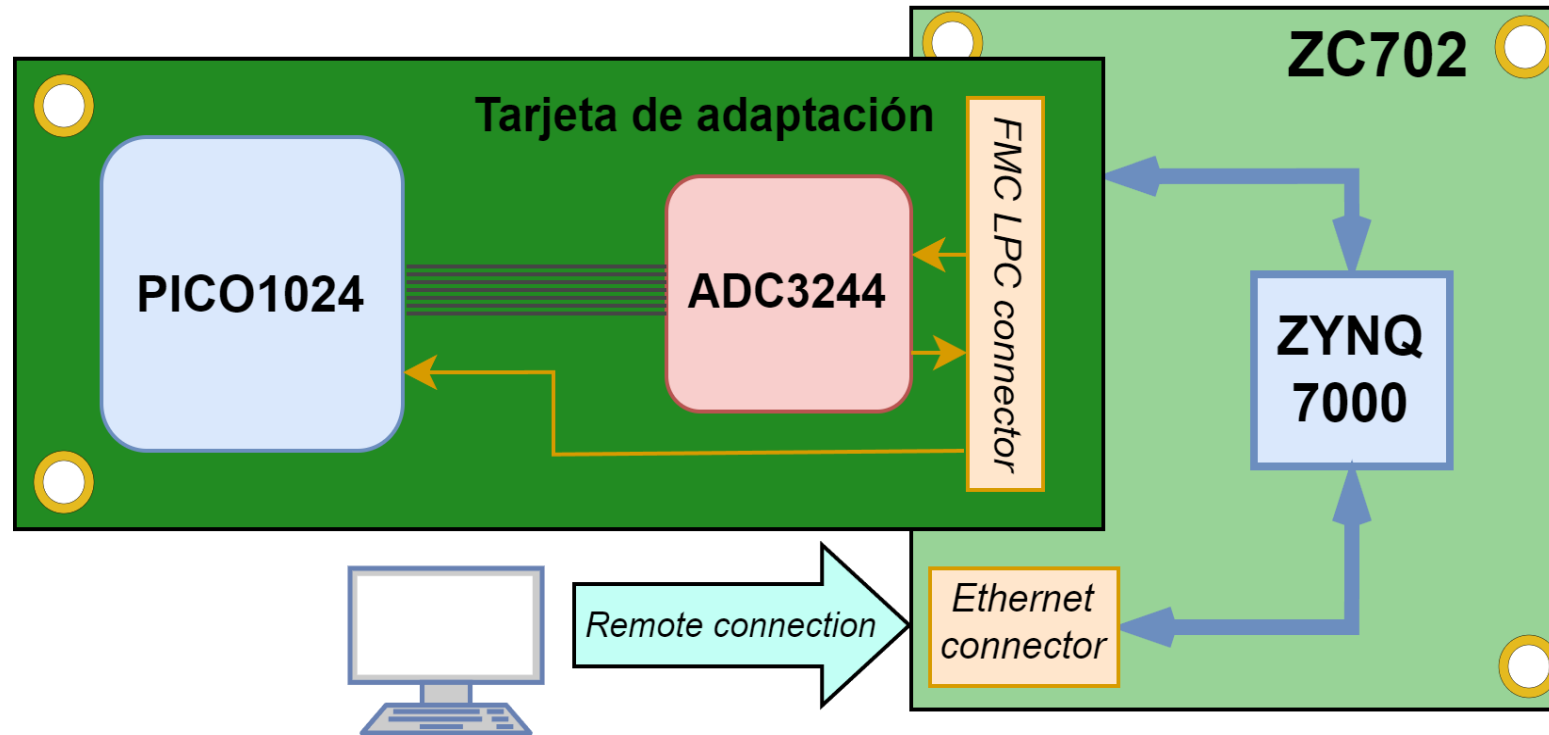 ZC702
Tarjeta de adaptación
FMC LPC connector
PICO1024
ADC3244
ZYNQ
7000
Remote connection
Ethernet
connector